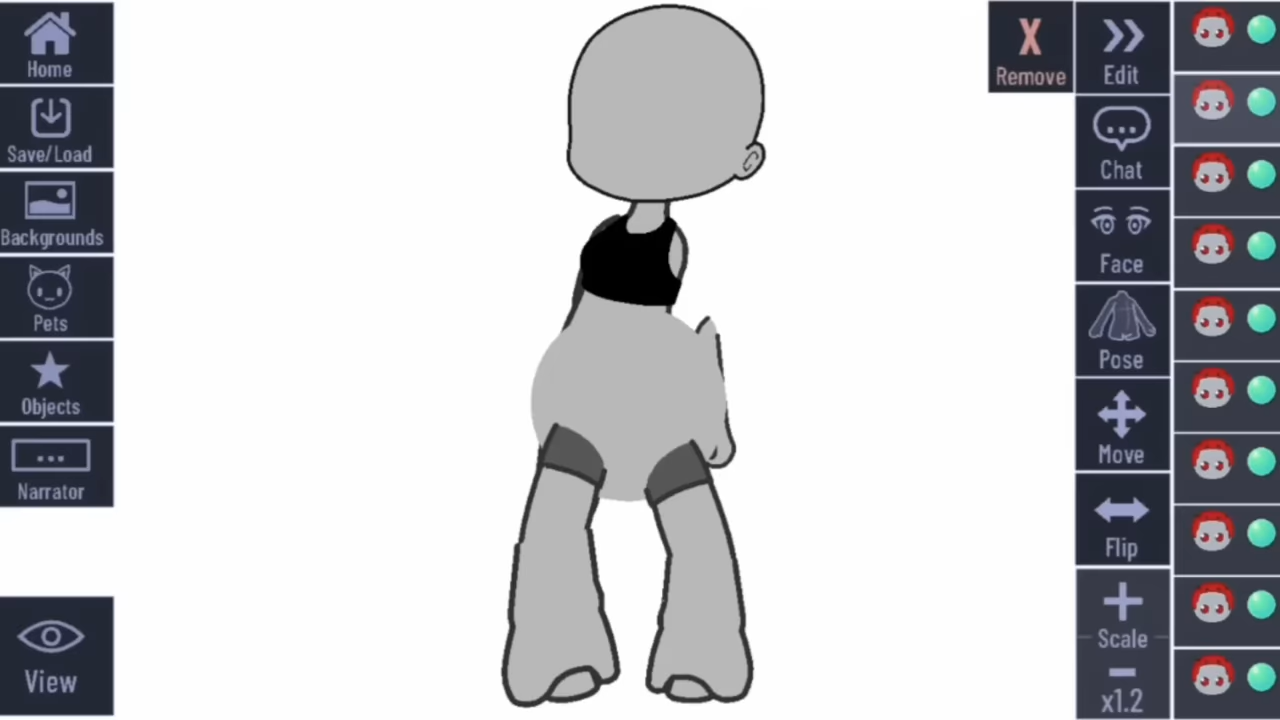 Home
Save/Load
Backgrounds
Pets
Objects
Narrator
View
X
Remove
Edit
Chat
Face
Pose
Move
Flip
Scale
x1.2